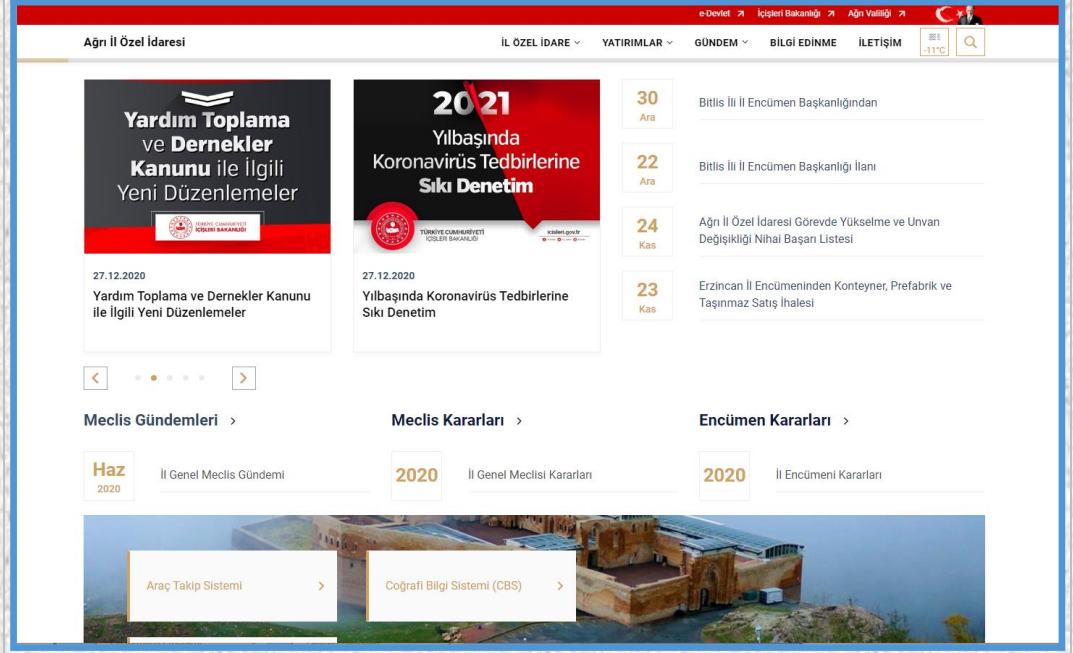 e-Devlet
İçişleri Bakanlığı
Ağrı Valiliği
Ağrı İl Özel İdaresi
İL ÖZEL İDARE
YATIRIMLAR
GÜNDEM
BİLGİ EDİNME
İLETİŞİM
-11°C
Yardım Toplama
ve Dernekler
Kanunu ile İlgili
Yeni Düzenlemeler
TÜRKİYE CUMHURİYETİ
İÇİŞLERİ BAKANLIĞI
27.12.2020
Yardım Toplama ve Dernekler Kanunu
ile İlgili Yeni Düzenlemeler
2021
Yılbaşında
Koronavirüs Tedbirlerine
Sıkı Denetim
TÜRKİYE CUMHURİYETİ
İÇİŞLERİ BAKANLIĞI
icisleri.gov.tr
27.12.2020
Yılbaşında Koronavirüs Tedbirlerine
Sıkı Denetim
30
Ara
Bitlis İli İl Encümen Başkanlığından
22
Ara
Bitlis İli İl Encümen Başkanlığı İlanı
24
Kas
Ağrı İl Özel İdaresi Görevde Yükselme ve Unvan
Değişikliği Nihai Başarı Listesi
23
Kas
Erzincan İl Encümeninden Konteyner, Prefabrik ve
Taşınmaz Satış İhalesi
Meclis Gündemleri
Haz
2020
İl Genel Meclis Gündemi
Meclis Kararları
2020
İl Genel Meclisi Kararları
Encümen Kararları
2020
İl Encümeni Kararları
Araç Takip Sistemi
Coğrafi Bilgi Sistemi (CBS)